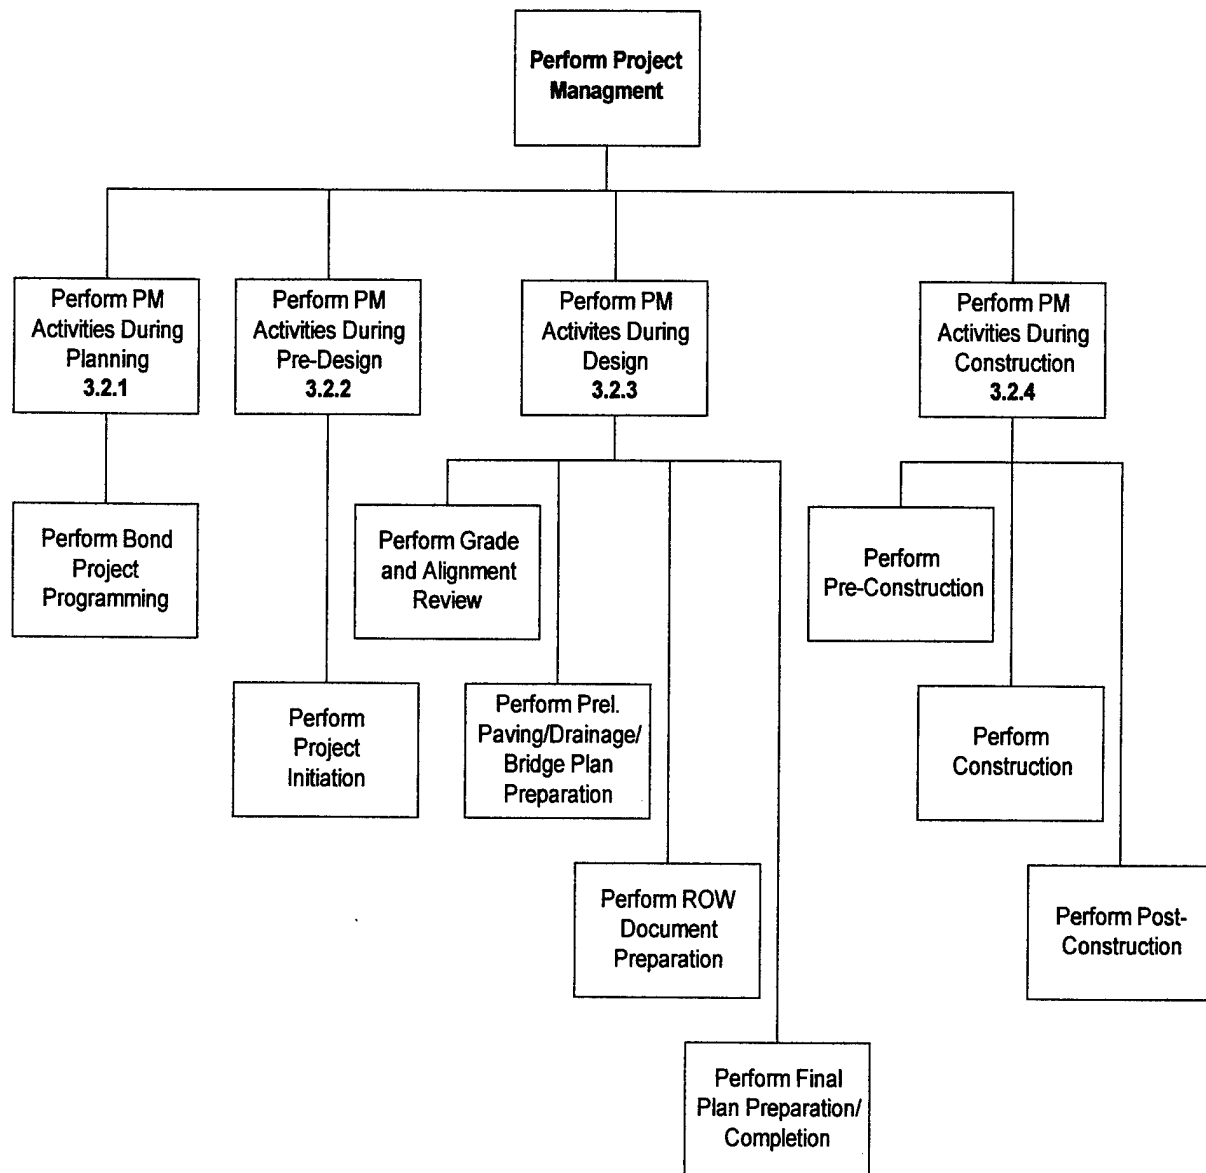 Perform Project
Managment
Perform PM
Activities During
Planning
3.2.1
Perform PM
Activities During
Pre-Design
3.2.2
Perform PM
Activites During
Design
3.2.3
Perform PM
Activities During
Construction
3.2.4
Perform Bond
Project
Programming
Perform Grade
and Alignment
Review
Perform
Pre-Construction
Perform
Project
Initiation
Perform Prel.
Paving/Drainage/
Bridge Plan
Preparation
Perform
Construction
Perform ROW
Document
Preparation
Perform Post-
Construction
Perform Final
Plan Preparation/
Completion